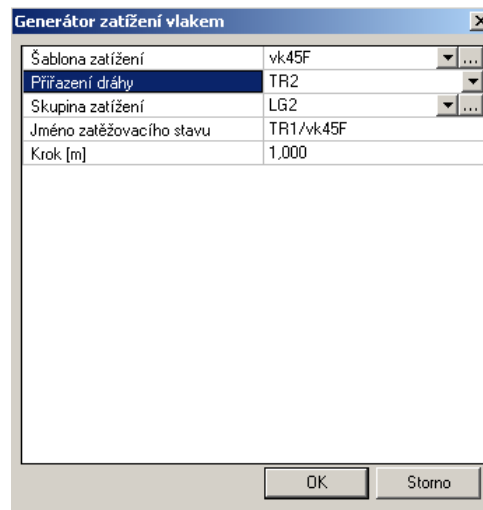 Generátor zatížení vlakem
Šablona zatížení vk45F ...
Přiřazení dráhy TR2
Skupina zatížení LG2 ...
Jméno zatěžovacího stavu TR1/vk45F
Krok [m] 1,000
OK Storno